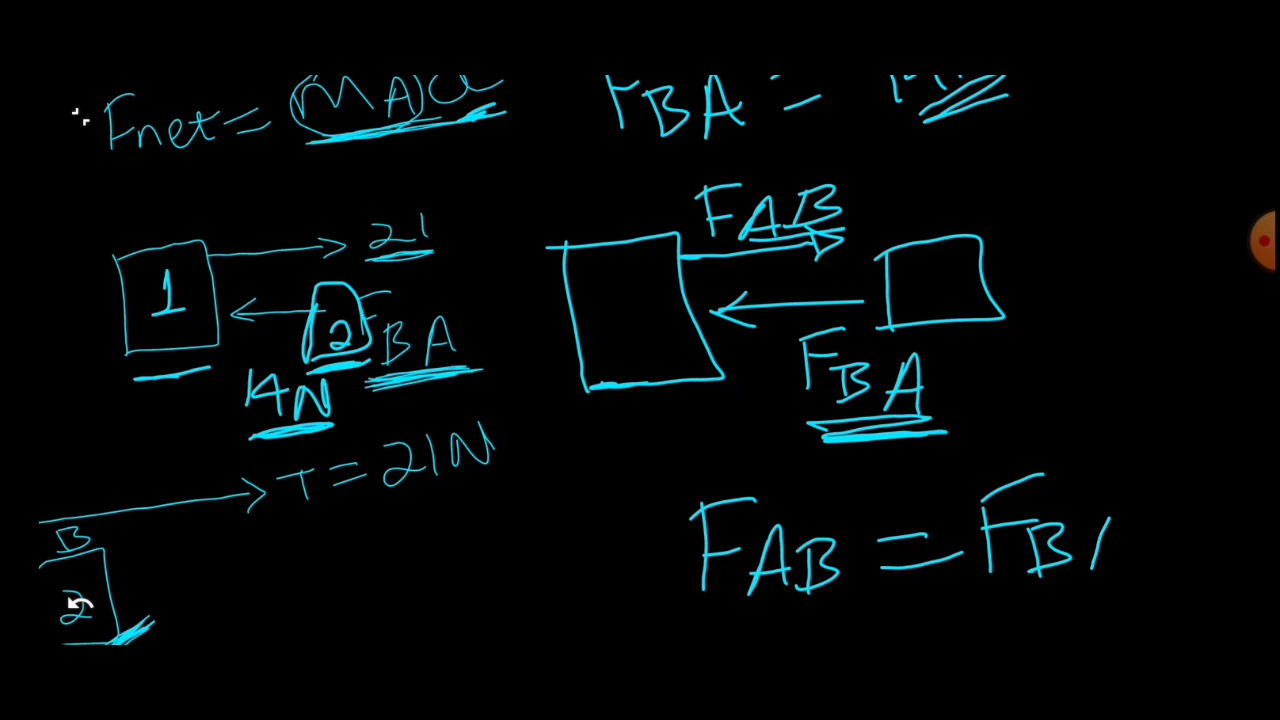 Fnet = (MA)a
FBA =
FAB
21
1
2
FBA
FBA
14N
T = 21N
B
2
FAB = FB